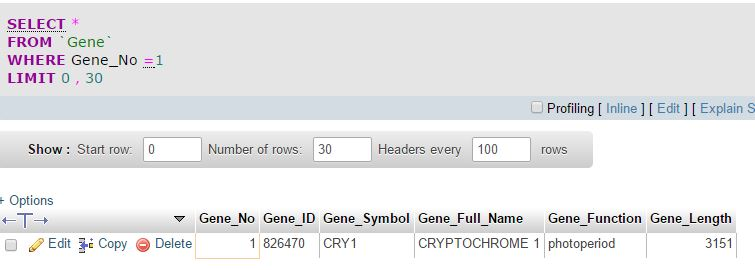 SELECT *
FROM `Gene`
WHERE Gene_No =1
LIMIT 0 , 30
Profiling [ Inline ] [ Edit ] [ Explain S
Show : Start row: 0 Number of rows: 30 Headers every 100 rows
+ Options
←T→ Gene_No Gene_ID Gene_Symbol Gene_Full_Name Gene_Function Gene_Length
Edit Copy Delete 1 826470 CRY1 CRYPTOCHROME 1 photoperiod 3151